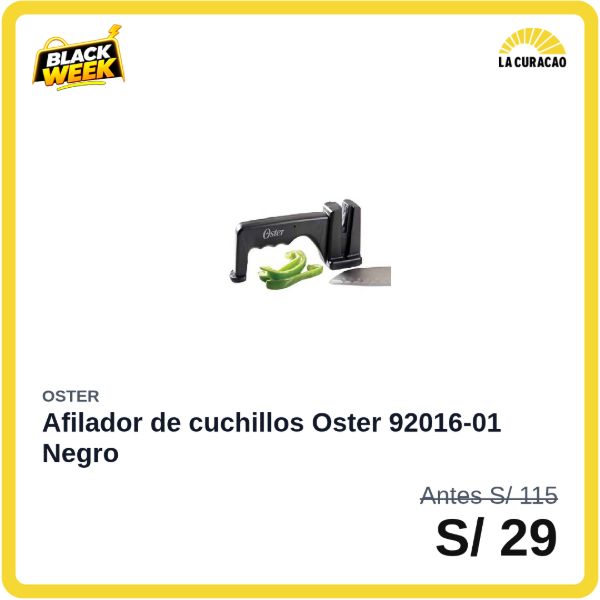 BLACK
WEEK
LA CURACAO
Oster
OSTER
Afilador de cuchillos Oster 92016-01
Negro
Antes S/ 115
S/ 29